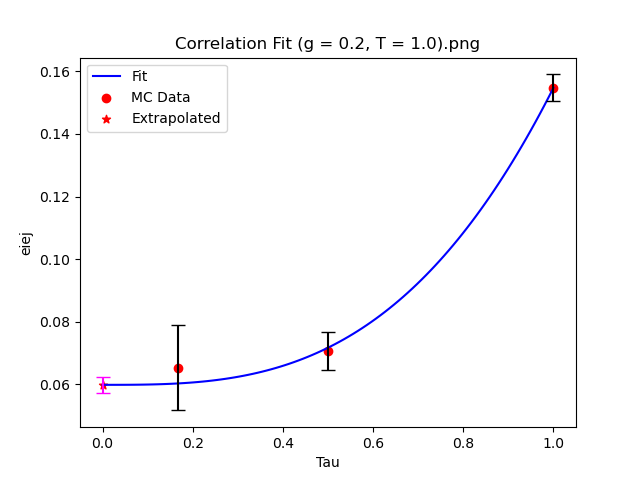 Correlation Fit (g = 0.2, T = 1.0).png
Fit
MC Data
Extrapolated
0.16
0.14
0.12
0.10
0.08
0.06
eiej
0.0 0.2 0.4 0.6 0.8 1.0
Tau